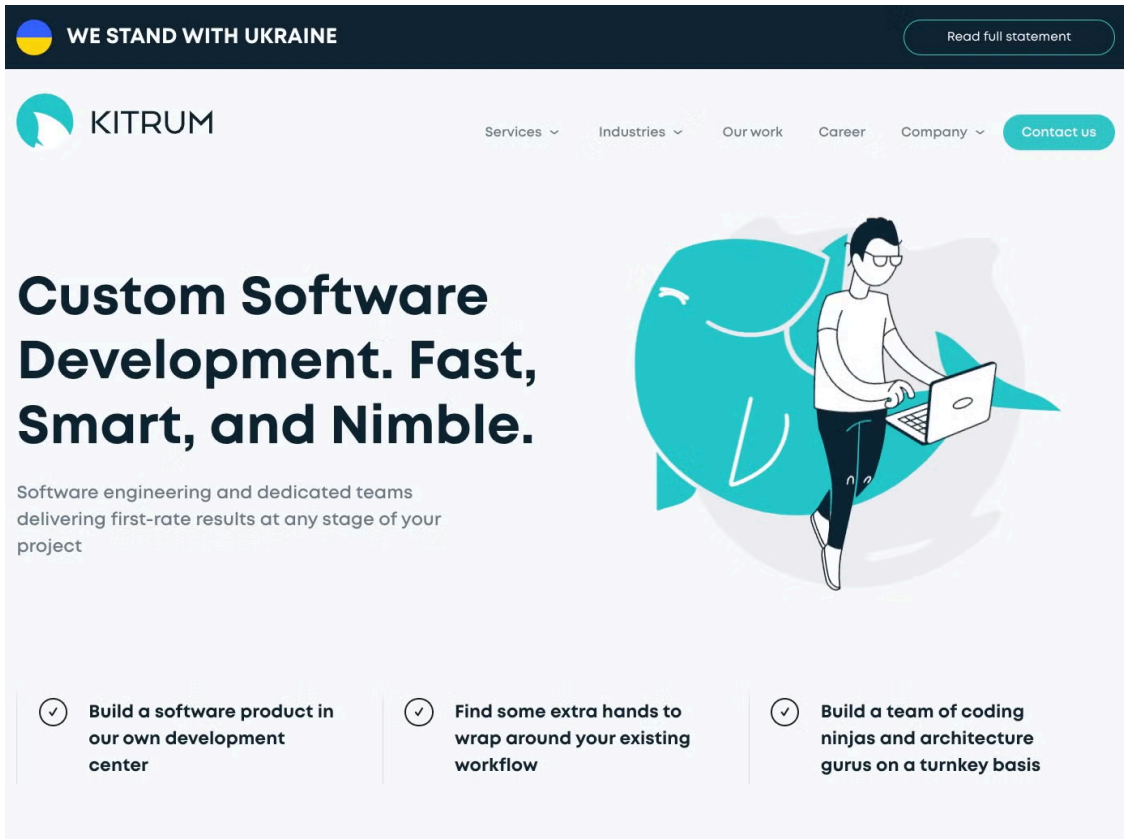 WE STAND WITH UKRAINE
Read full statement
KITRUM
Services
Industries
Our work
Career
Company
Contact us
Custom Software
Development. Fast,
Smart, and Nimble.
Software engineering and dedicated teams
delivering first-rate results at any stage of your
project
Build a software product in
our own development
center
Find some extra hands to
wrap around your existing
workflow
Build a team of coding
ninjas and architecture
gurus on a turnkey basis